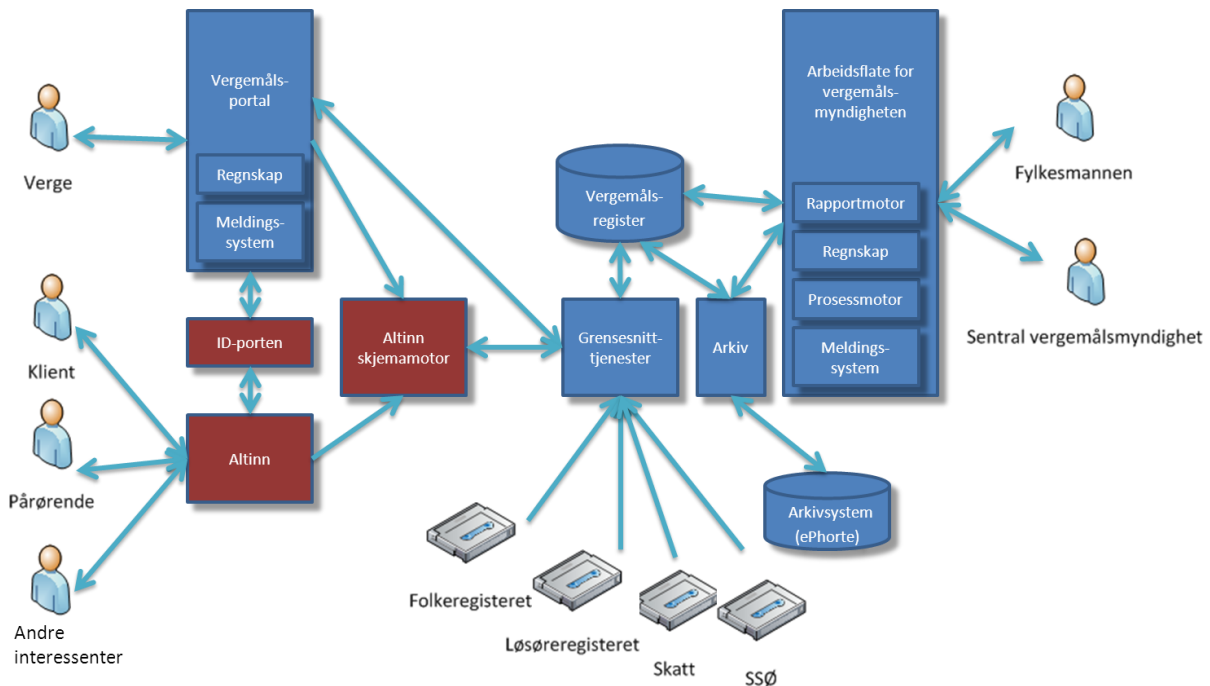 Vergemåls-
portal
Regnskap
Meldings-
system
Verge
Klient
Pårørende
Andre
interessenter
ID-porten
Altinn
Altinn
skjemamotor
Vergemåls-
register
Grensesnitt-
tjenester
Arkiv
Arbeidsflate for
vergemåls-
myndigheten
Rapportmotor
Regnskap
Prosessmotor
Meldings-
system
Fylkesmannen
Sentral vergemålsmyndighet
Arkivsystem
(ePhorte)
Folkeregisteret
Løsøreregisteret
Skatt
SSØ